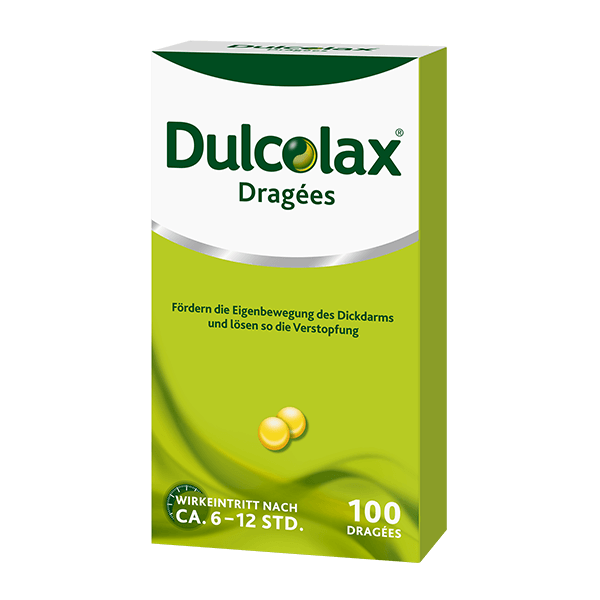 Dulcolax
Dulcolax®
Dragées
Fördern die Eigenbewegung des Dickdarms
und lösen so die Verstopfung
WIRKEINTRITT NACH
CA. 6–12 STD.
100
DRAGÉES